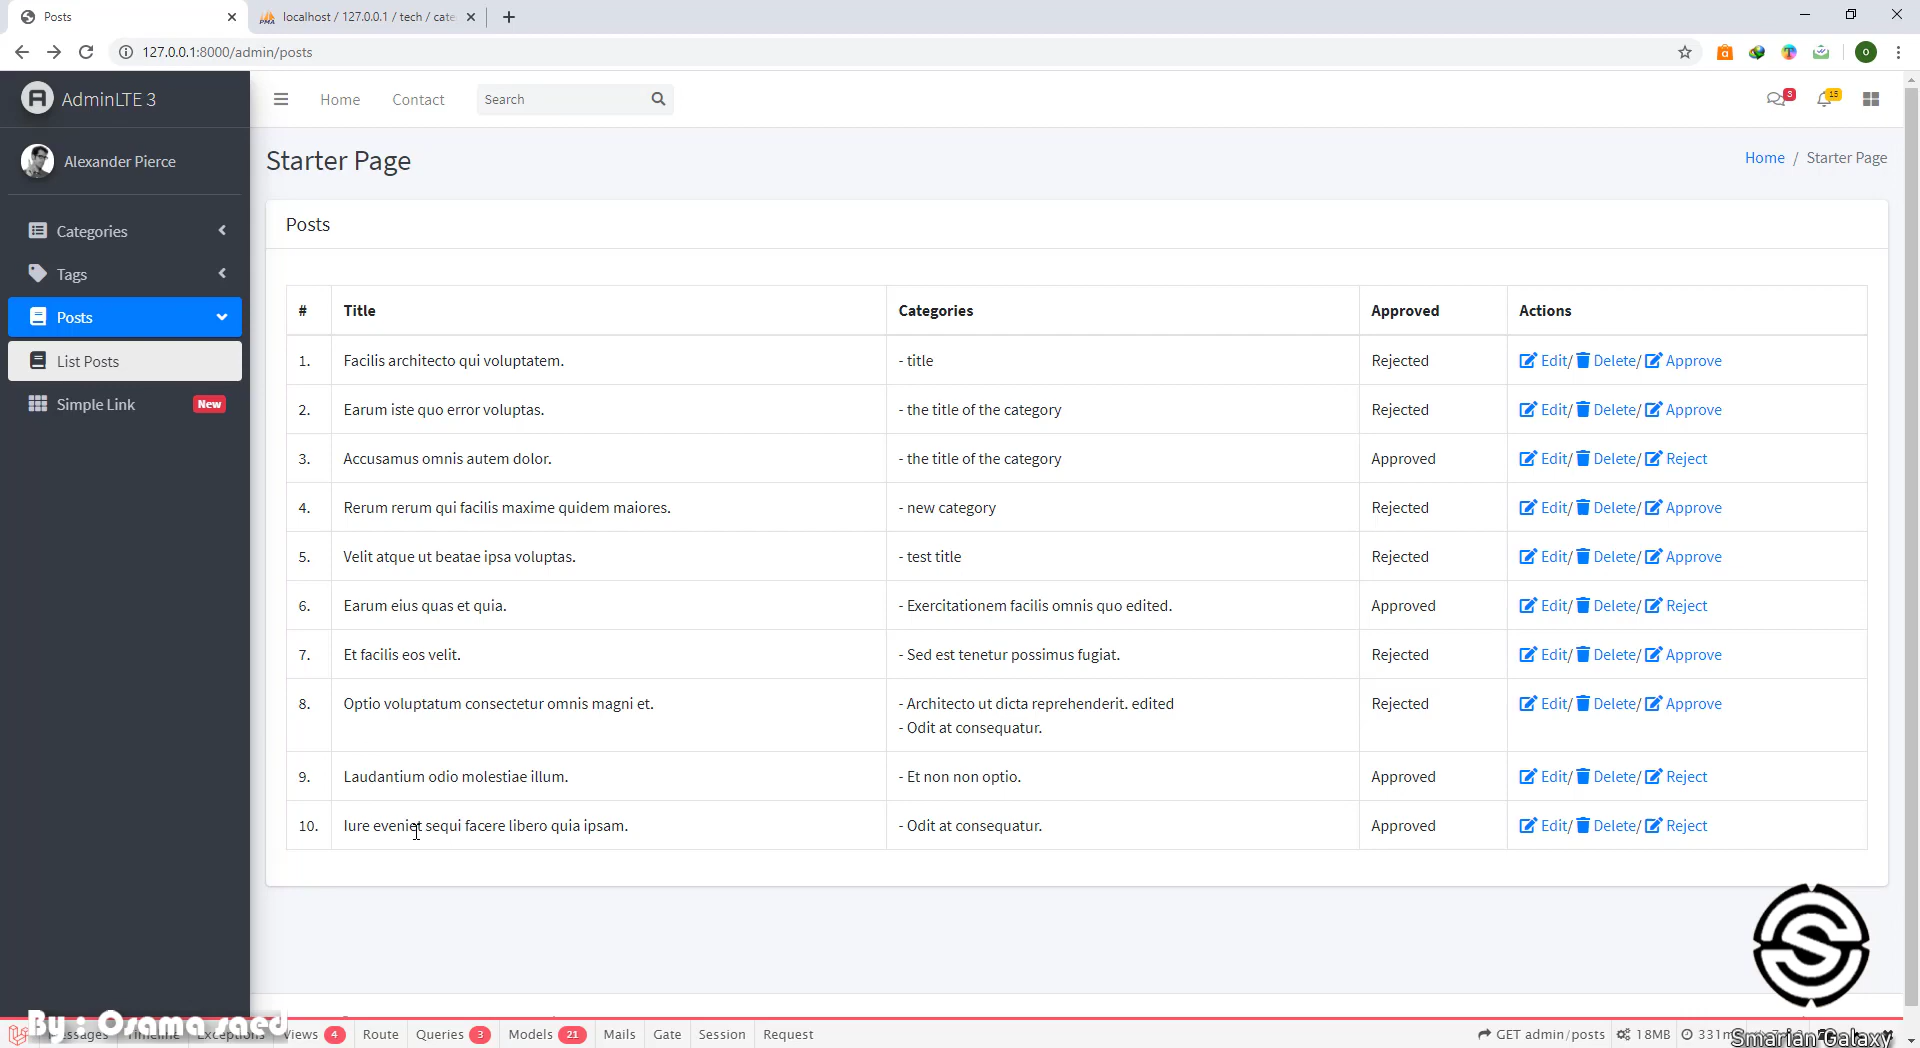 Posts
localhost / 127.0.0.1 / tech / cate
127.0.0.1:8000/admin/posts
AdminLTE 3
Home
Contact
Search
3
15
Alexander Pierce
Starter Page
Home / Starter Page
Categories
Tags
Posts
List Posts
Simple Link New
Posts
# Title Categories Approved Actions
1. Facilis architecto qui voluptatem. - title Rejected Edit/ Delete/ Approve
2. Earum iste quo error voluptas. - the title of the category Rejected Edit/ Delete/ Approve
3. Accusamus omnis autem dolor. - the title of the category Approved Edit/ Delete/ Reject
4. Rerum rerum qui facilis maxime quidem maiores. - new category Rejected Edit/ Delete/ Approve
5. Velit atque ut beatae ipsa voluptas. - test title Rejected Edit/ Delete/ Approve
6. Earum eius quas et quia. - Exercitationem facilis omnis quo edited. Approved Edit/ Delete/ Reject
7. Et facilis eos velit. - Sed est tenetur possimus fugiat. Rejected Edit/ Delete/ Approve
8. Optio voluptatum consectetur omnis magni et. - Architecto ut dicta reprehenderit. edited Rejected Edit/ Delete/ Approve
- Odit at consequatur.
9. Laudantium odio molestiae illum. - Et non non optio. Approved Edit/ Delete/ Reject
10. Iure eveniet sequi facere libero quia ipsam. - Odit at consequatur. Approved Edit/ Delete/ Reject
By : Osama saed
Messages Timeline Exceptions Views 4 Route Queries 3 Models 21 Mails Gate Session Request GET admin/posts 18MB 331m
Smarian Galaxy